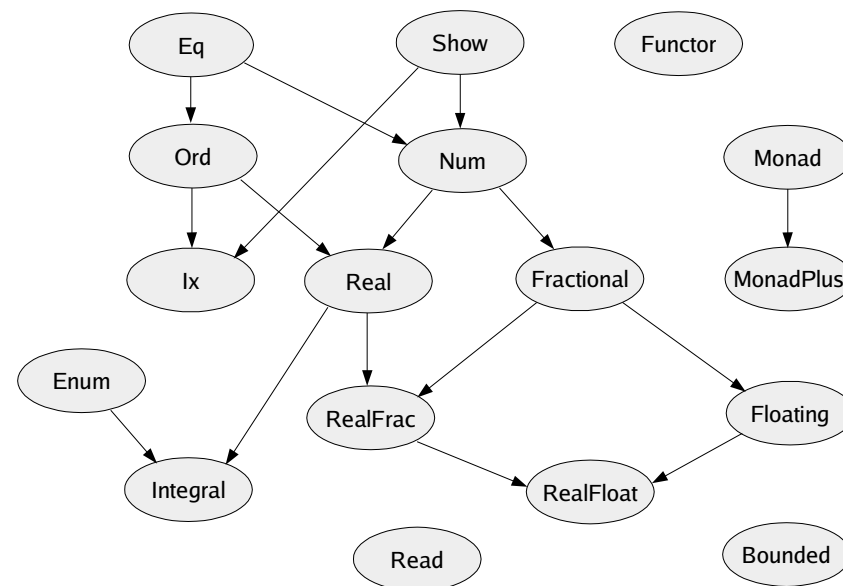 Eq
Show
Functor
Ord
Num
Monad
Ix
Real
Fractional
MonadPlus
Enum
RealFrac
Floating
Integral
RealFloat
Read
Bounded